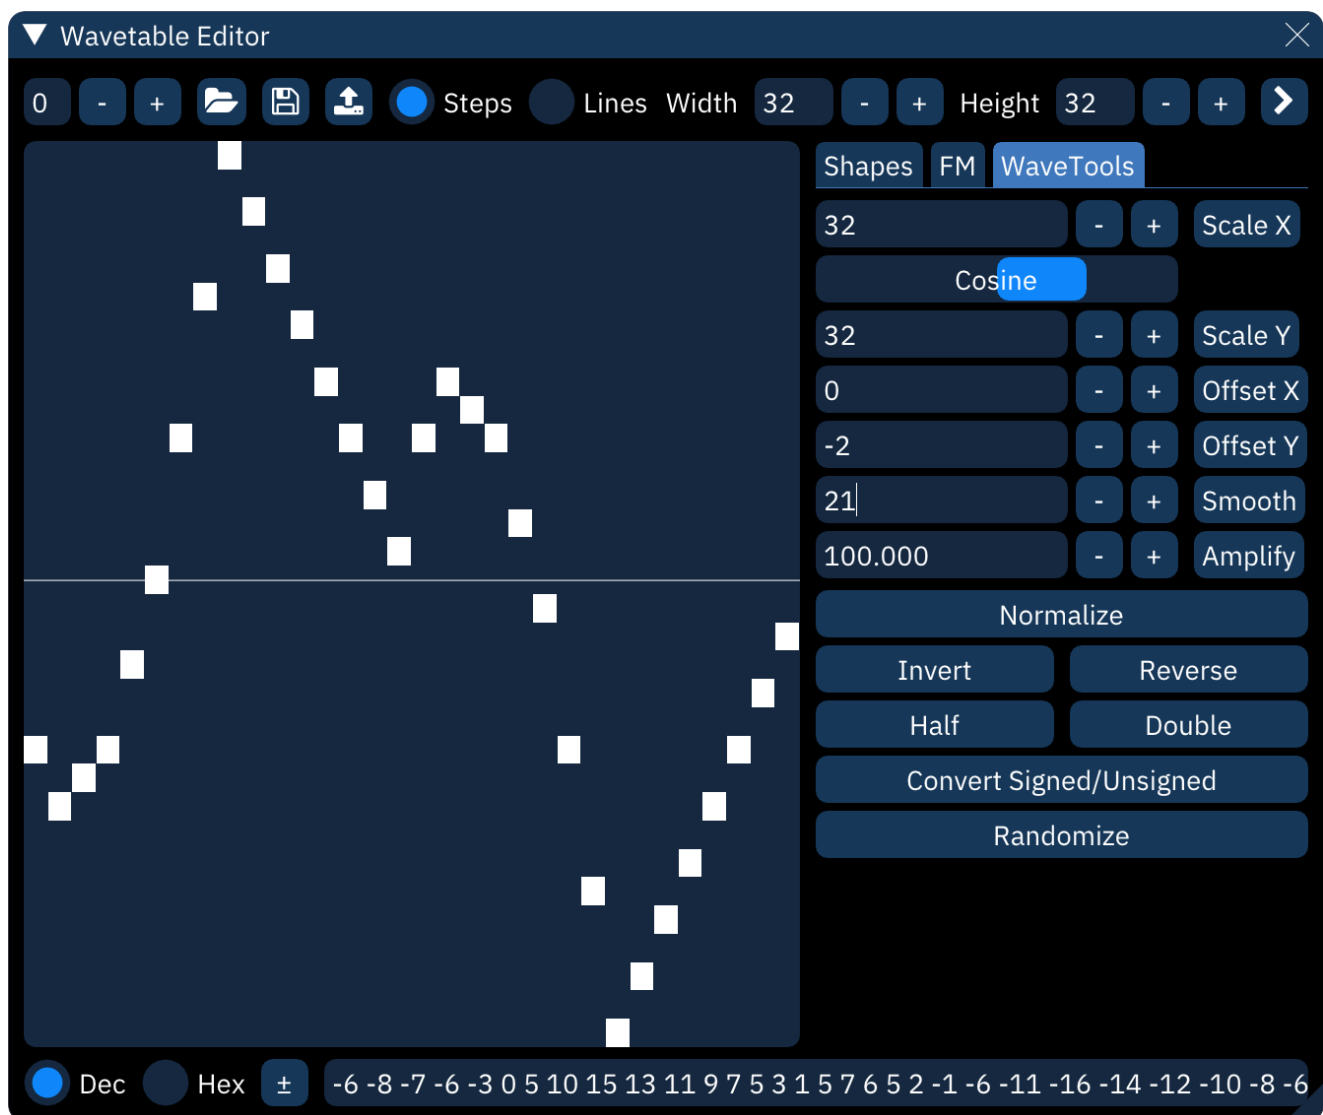 Wavetable Editor
0 - + Steps Lines Width 32 - + Height 32 - +
Shapes FM WaveTools
32 - + Scale X
Cosine
32 - + Scale Y
0 - + Offset X
-2 - + Offset Y
21 - + Smooth
100.000 - + Amplify
Normalize
Invert Reverse
Half Double
Convert Signed/Unsigned
Randomize
Dec Hex ± -6 -8 -7 -6 -3 0 5 10 15 13 11 9 7 5 3 1 5 7 6 5 2 -1 -6 -11 -16 -14 -12 -10 -8 -6